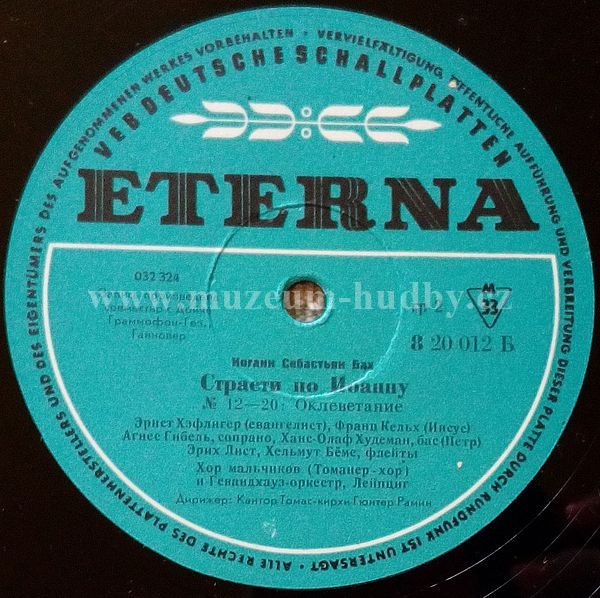 ALLE RECHTE DES PLATTENHERSTELLERS UND DES EIGENTÜMERS DES AUFGENOMMENEN WERKES VORBEHALTEN · VERVIELFÄLTIGUNG, ÖFFENTLICHE AUFFÜHRUNG UND VERBREITUNG DIESER PLATTE DURCH RUNDFUNK IST UNTERSAGT ·
VEB DEUTSCHE SCHALLPLATTEN
ETERNA
032 324
www.muzeum-hudby.cz
Граммофон-Гез.,
Ганновер
M
33
8 20 012 Б
Иоганн Себастьян Бах
Страсти по Иоанну
№ 12—20: Оклеветание
Эрнст Хэфлигер (евангелист), Франц Кельх (Иисус)
Агнес Гибель, сопрано, Ханс-Олаф Худеман, бас (Петр)
Эрих Лист, Хельмут Бёмс, флейты
Хор мальчиков (Томанер-хор)
и Гевандхауз-оркестр, Лейпциг
Дирижер: Кантор Томас-кирхи Гюнтер Рамин